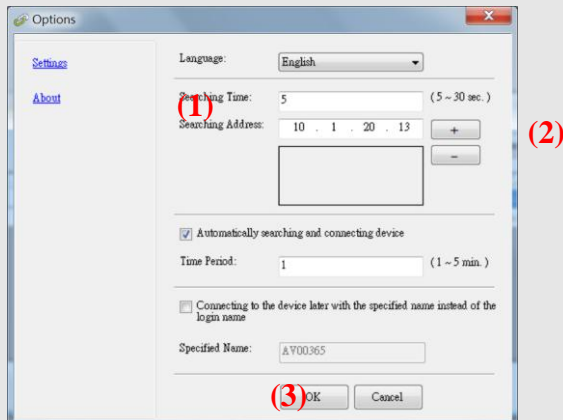 Options
Settings
About
Language: English
(1)
Searching Time: 5 (5 ~ 30 sec.)
Searching Address: 10 . 1 . 20 . 13 +
(2)
-
Automatically searching and connecting device
Time Period: 1 (1 ~ 5 min.)
Connecting to the device later with the specified name instead of the
login name
Specified Name: AV00365
(3) OK Cancel